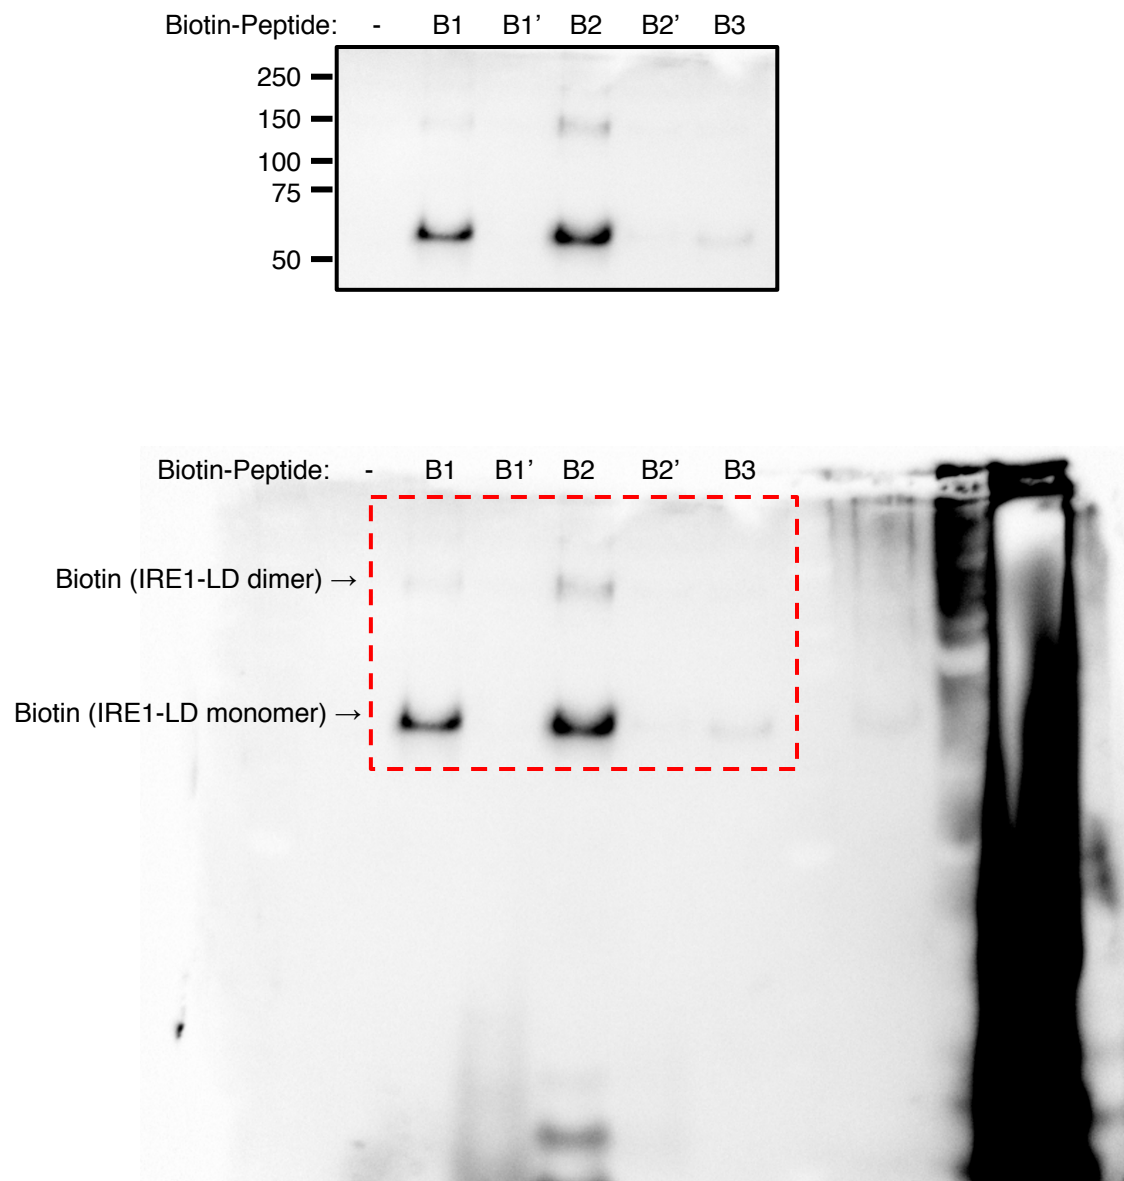 Biotin-Peptide: - B1 B1’ B2 B2’ B3
250
150
100
75
50
Biotin-Peptide: - B1 B1’ B2 B2’ B3
Biotin (IRE1-LD dimer) →
Biotin (IRE1-LD monomer) →